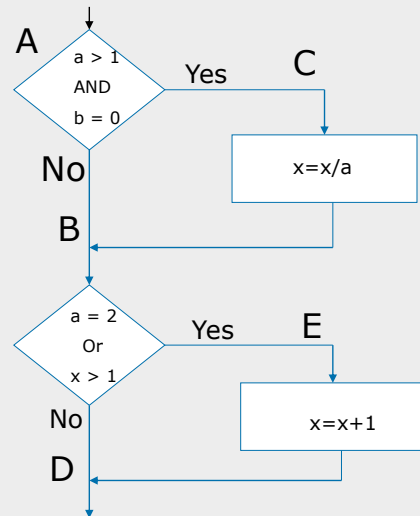 A
a > 1
AND
b = 0
Yes
C
x=x/a
No
B
a = 2
Or
x > 1
Yes
E
x=x+1
No
D